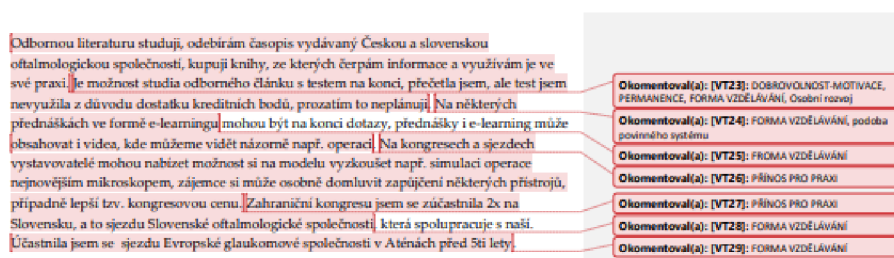 Odbornou literaturu studuji, odebírám časopis vydávaný Českou a slovenskou
oftalmologickou společností, kupuji knihy, ze kterých čerpám informace a využívám je ve
své praxi. Je možnost studia odborného článku s testem na konci, přečetla jsem, ale test jsem
nevyužila z důvodu dostatku kreditních bodů, prozatím to neplánuji. Na některých
přednáškách ve formě e-learningu mohou být na konci dotazy, přednášky i e-learning může
obsahovat i videa, kde můžeme vidět názorně např. operaci. Na kongresech a sjezdech
vystavovatelé mohou nabízet možnost si na modelu vyzkoušet např. simulaci operace
nejnovějším mikroskopem, zájemce si může osobně domluvit zapůjčení některých přístrojů,
případně lepší tzv. kongresovou cenu. Zahraniční kongresu jsem se zúčastnila 2x na
Slovensku, a to sjezdu Slovenské oftalmologické společnosti, která spolupracuje s naší.
Účastnila jsem se sjezdu Evropské glaukomové společnosti v Aténách před 5ti lety.
Okomentoval(a): [VT23]: DOBROVOLNOST-MOTIVACE,
PERMANENCE, FORMA VZDĚLÁVÁNÍ, Osobní rozvoj
Okomentoval(a): [VT24]: FORMA VZDĚLÁVÁNÍ, podoba
povinného systému
Okomentoval(a): [VT25]: FROMA VZDĚLÁVÁNÍ
Okomentoval(a): [VT26]: PŘÍNOS PRO PRAXI
Okomentoval(a): [VT27]: PŘÍNOS PRO PRAXI
Okomentoval(a): [VT28]: FORMA VZDĚLÁVÁNÍ
Okomentoval(a): [VT29]: FORMA VZDĚLÁVÁNÍ